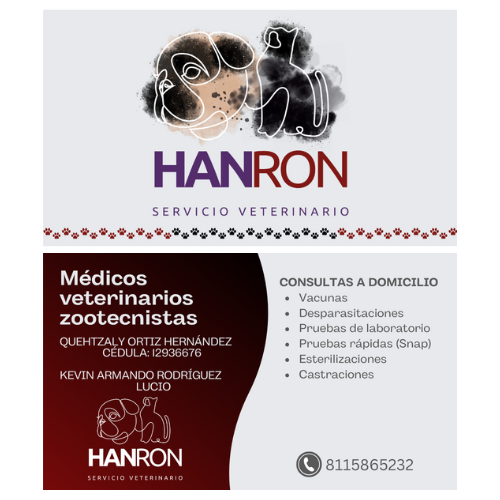 HANRON
SERVICIO VETERINARIO
Médicos
veterinarios
zootecnistas
QUEHTZALY ORTIZ HERNÁNDEZ
CÉDULA: I2936676
KEVIN ARMANDO RODRÍGUEZ
LUCIO
HANRON
SERVICIO VETERINARIO
CONSULTAS A DOMICILIO
• Vacunas
• Desparasitaciones
• Pruebas de laboratorio
• Pruebas rápidas (Snap)
• Esterilizaciones
• Castraciones
8115865232